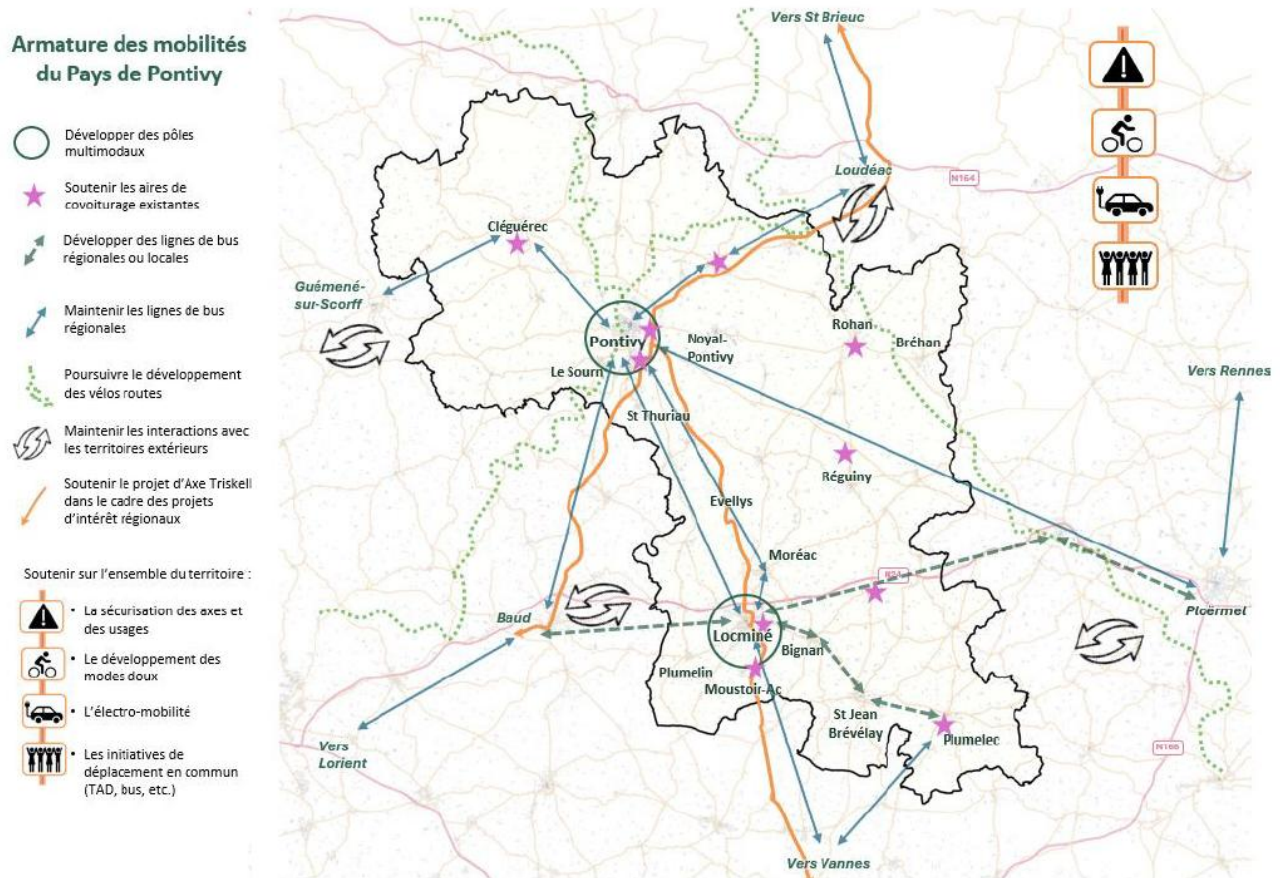 Armature des mobilités
du Pays de Pontivy
Développer des pôles
multimodaux
Soutenir les aires de
covoiturage existantes
Développer des lignes de bus
régionales ou locales
Maintenir les lignes de bus
régionales
Poursuivre le développement
des vélos routes
Maintenir les interactions avec
les territoires extérieurs
Soutenir le projet d'Axe Triskell
dans le cadre des projets
d'intérêt régionaux
Soutenir sur l'ensemble du territoire :
• La sécurisation des axes et
des usages
• Le développement des
modes doux
• L'électro-mobilité
• Les initiatives de
déplacement en commun
(TAD, bus, etc.)
Vers St Brieuc
Loudéac
N164
Cléguérec
Guémené-
sur-Scorff
Pontivy
Noyal-
Pontivy
Rohan
Bréhan
Le Sourn
Vers Rennes
St Thuriau
Réguiny
Evellys
Moréac
Baud
Ploërmel
Locminé
Bignan
Plumelin
Moustoir-Ac
St Jean
Brévélay
Plumelec
N166
Vers
Lorient
Vers Vannes